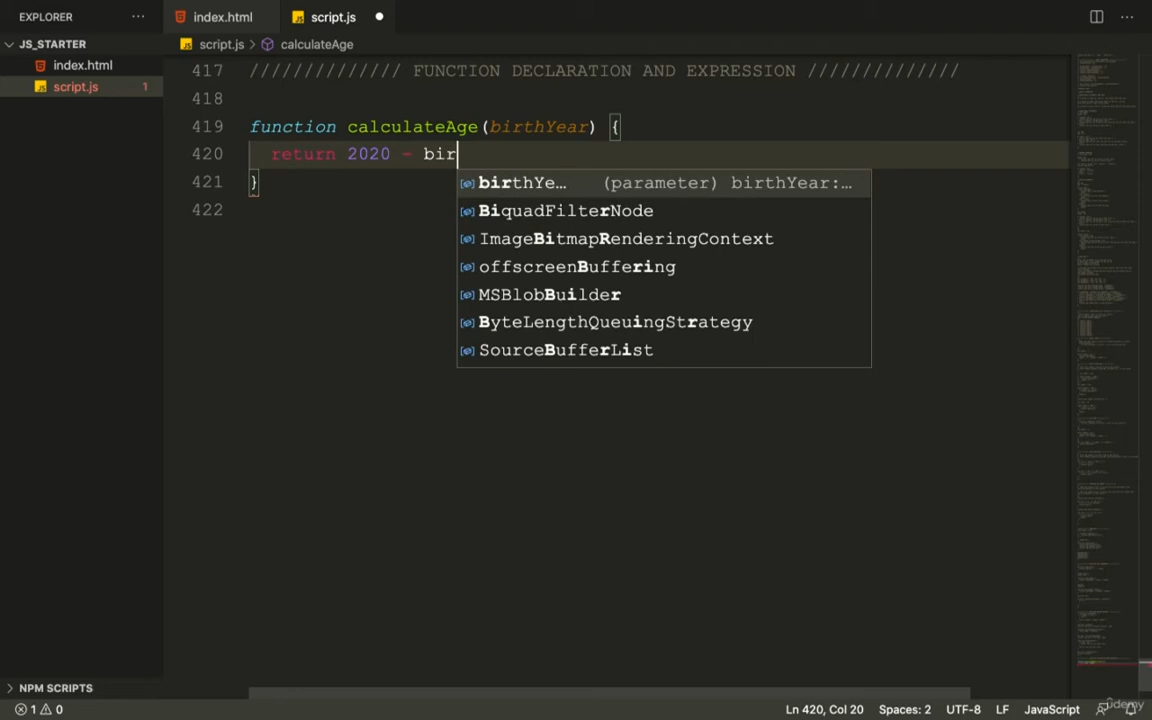 EXPLORER ··· index.html script.js
JS_STARTER script.js > calculateAge
index.html
script.js 1
417 ////////////// FUNCTION DECLARATION AND EXPRESSION //////////////
418
419 function calculateAge(birthYear) {
420 return 2020 - bir
421 }
422
birthYe… (parameter) birthYear:…
BiquadFilterNode
ImageBitmapRenderingContext
offscreenBuffering
MSBlobBuilder
ByteLengthQueuingStrategy
SourceBufferList
NPM SCRIPTS
1 0 Ln 420, Col 20 Spaces: 2 UTF-8 LF JavaScript
Udemy